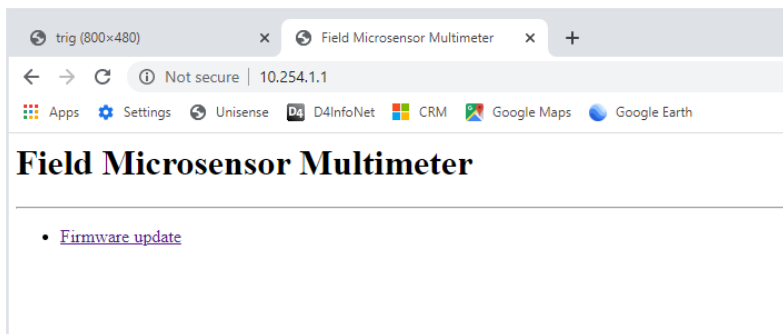 trig (800×480) Field Microsensor Multimeter
Not secure | 10.254.1.1
Apps Settings Unisense D4 D4InfoNet CRM Google Maps Google Earth
Field Microsensor Multimeter
Firmware update